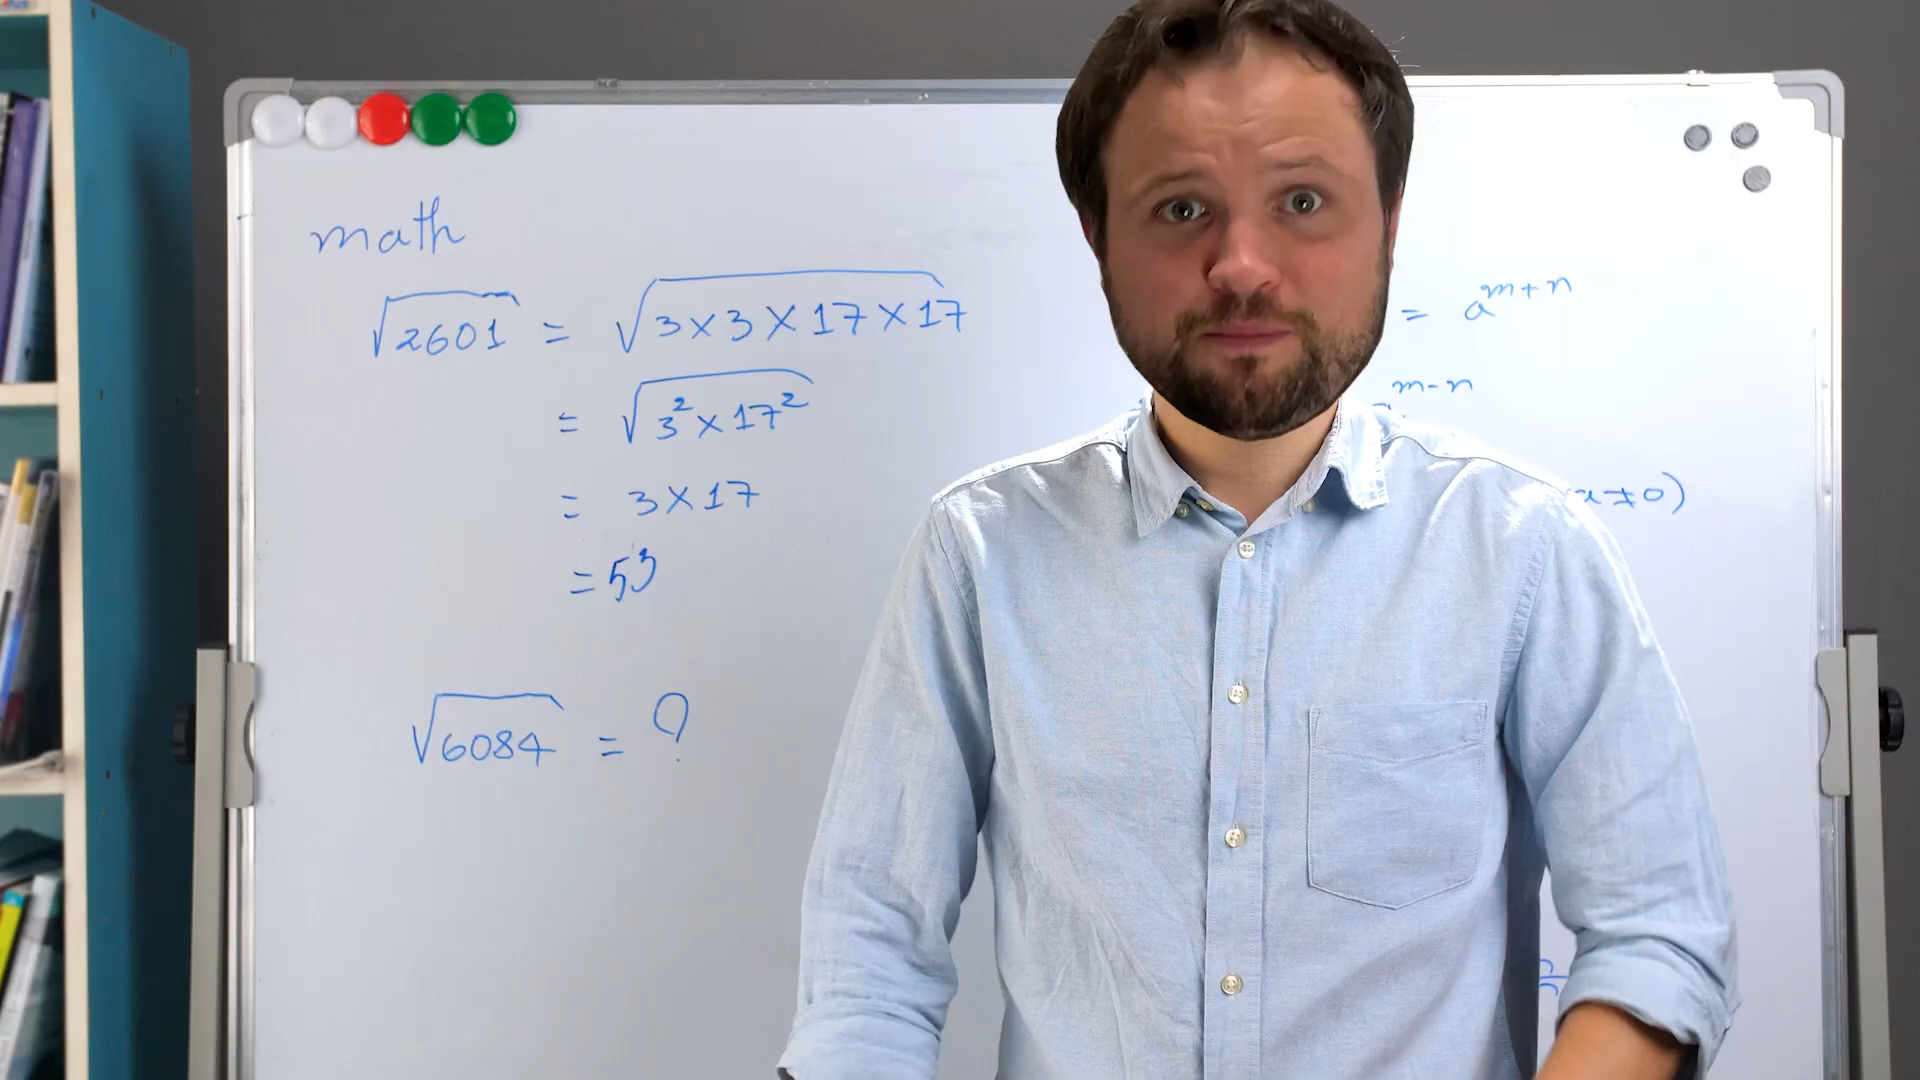 math
√2601 = √3×3×17×17
= √3²×17²
= 3×17
=53
√6084 = ?
= a^m+n
m-n
≠0)